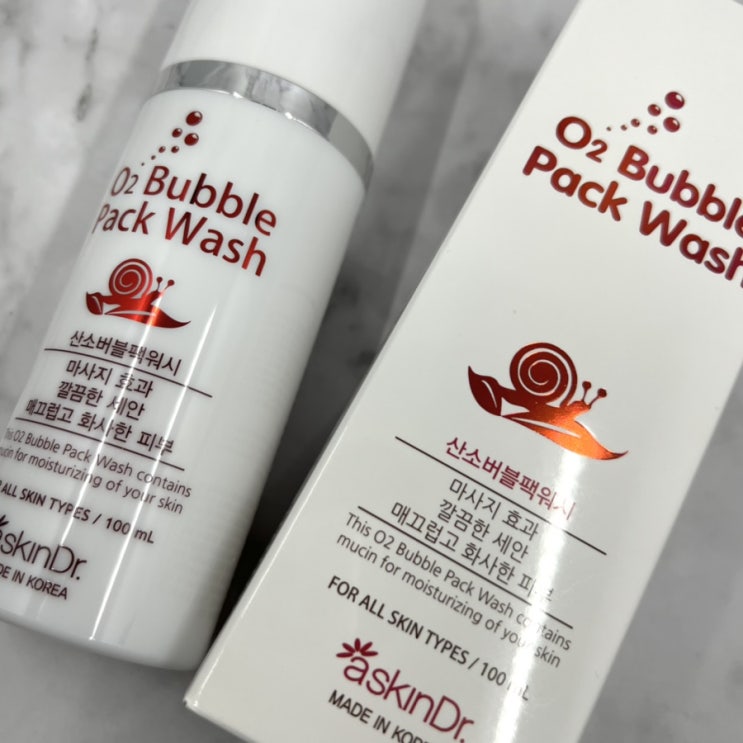 O2 Bubble
Pack Wash
산소버블팩워시
마사지 효과
깔끔한 세안
매끄럽고 화사한 피부
This O2 Bubble Pack Wash contains
mucin for moisturizing of your skin
FOR ALL SKIN TYPES / 100 mL
askinDr.
MADE IN KOREA
O2 Bubble
Pack Wash
산소버블팩워시
마사지 효과
깔끔한 세안
매끄럽고 화사한 피부
This O2 Bubble Pack Wash contains
mucin for moisturizing of your skin
FOR ALL SKIN TYPES / 100 mL
askinDr.
MADE IN KOREA